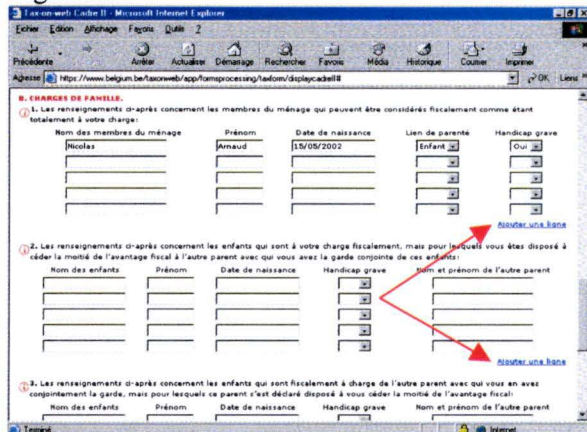 Tax-on-web Cadre II - Microsoft Internet Explorer
Fichier Edition Affichage Favoris Outils ?
Précédente Arrêter Actualiser Démarrage Rechercher Favoris Média Historique Courrier Imprimer
Adresse https://www.belgium.be/taxonweb/app/formsprocessing/taxform/displaycadreII# OK Liens
B. CHARGES DE FAMILLE.
1. Les renseignements ci-après concernent les membres du ménage qui peuvent être considérés fiscalement comme étant
totalement à votre charge:
Nom des membres du ménage Prénom Date de naissance Lien de parenté Handicap grave
Nicolas Arnaud 15/05/2002 Enfant Oui
Ajouter une ligne
2. Les renseignements ci-après concernent les enfants qui sont à votre charge fiscalement, mais pour lesquels vous êtes disposé à
céder la moitié de l'avantage fiscal à l'autre parent avec qui vous avez la garde conjointe de ces enfants:
Nom des enfants Prénom Date de naissance Handicap grave Nom et prénom de l'autre parent
Ajouter une ligne
3. Les renseignements ci-après concernent les enfants qui sont fiscalement à charge de l'autre parent avec qui vous en avez
conjointement la garde, mais pour lesquels ce parent s'est déclaré disposé à vous céder la moitié de l'avantage fiscal:
Nom des enfants Prénom Date de naissance Handicap grave Nom et prénom de l'autre parent
Terminé Internet